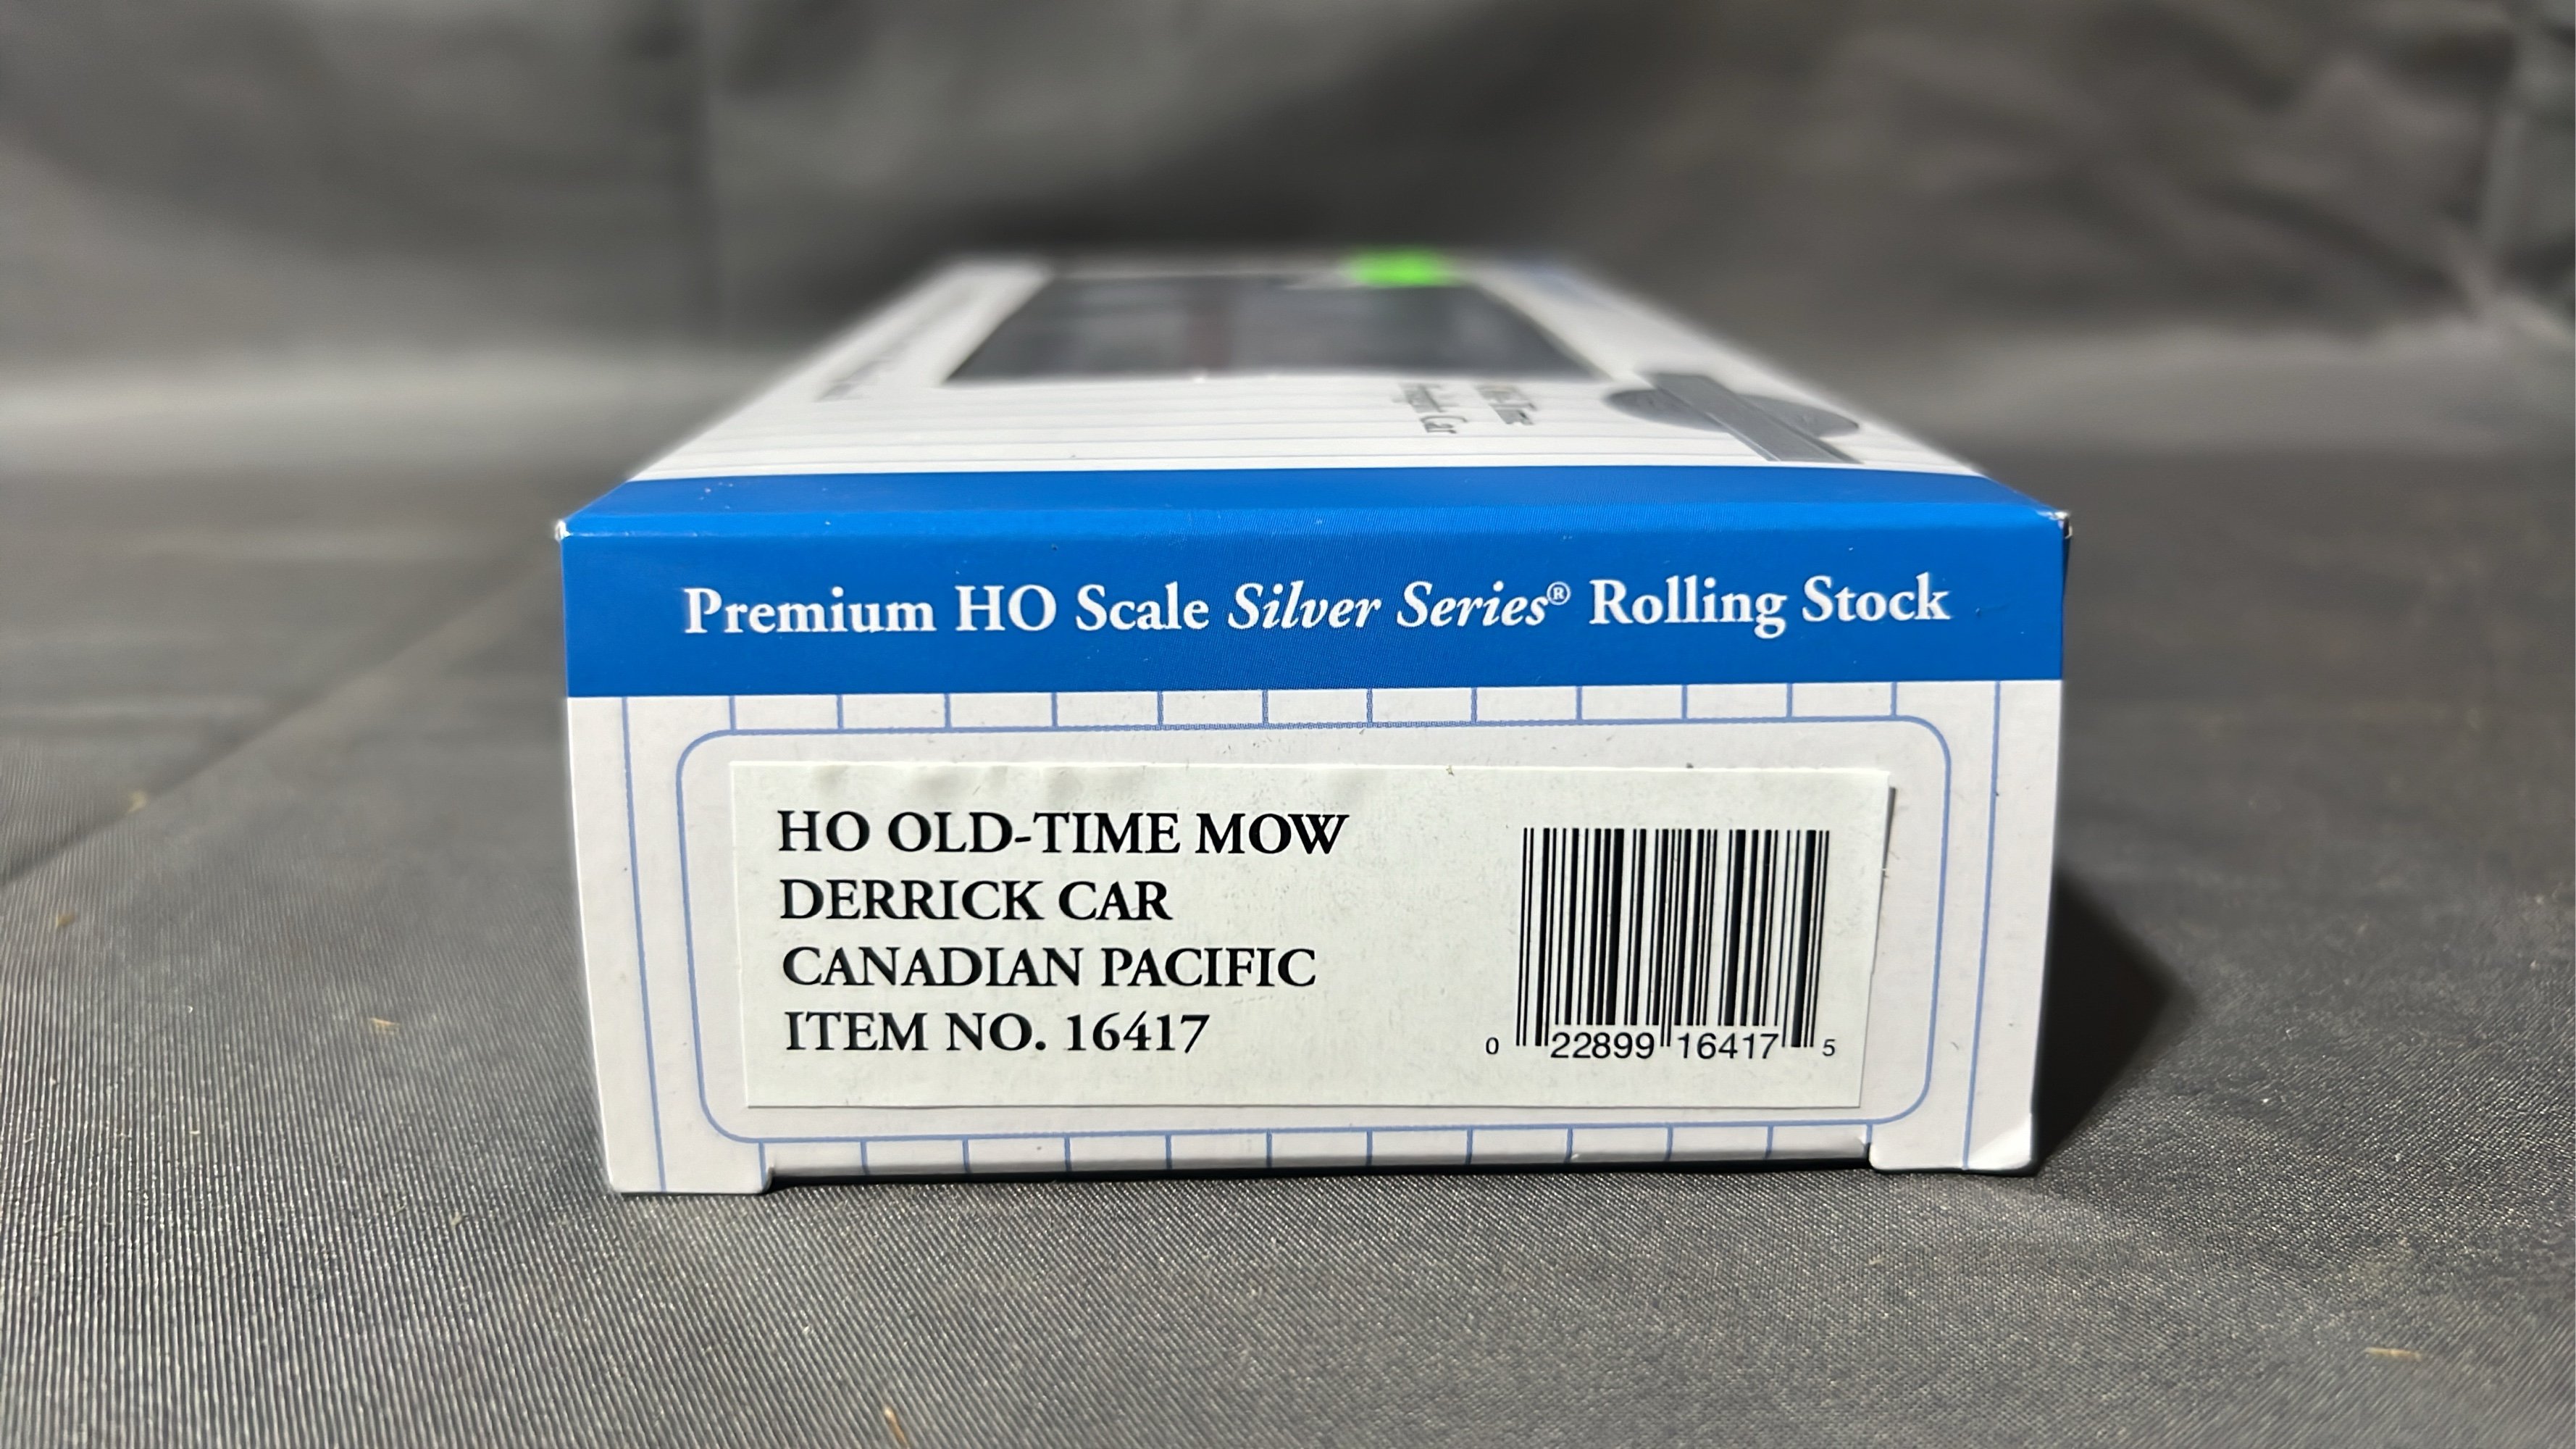 Premium HO Scale Silver Series® Rolling Stock
HO OLD-TIME MOW
DERRICK CAR
CANADIAN PACIFIC
ITEM NO. 16417
0 22899 16417 5